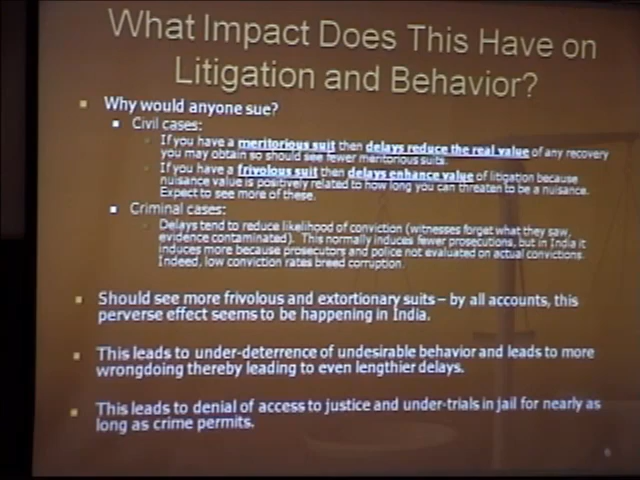 What Impact Does This Have on
Litigation and Behavior?
Why would anyone sue?
Civil cases:
If you have a meritorious suit then delays reduce the real value of any recovery
you may obtain so should see fewer meritorious suits.
If you have a frivolous suit then delays enhance value of litigation because
nuisance value is positively related to how long you can threaten to be a nuisance.
Expect to see more of these.
Criminal cases:
Delays tend to reduce likelihood of conviction (witnesses forget what they saw,
evidence contaminated). This normally induces fewer prosecutions, but in India it
induces more because prosecutors and police not evaluated on actual convictions.
Indeed, low conviction rates breed corruption.
Should see more frivolous and extortionary suits – by all accounts, this
perverse effect seems to be happening in India.
This leads to under-deterrence of undesirable behavior and leads to more
wrongdoing thereby leading to even lengthier delays.
This leads to denial of access to justice and under-trials in jail for nearly as
long as crime permits.
6